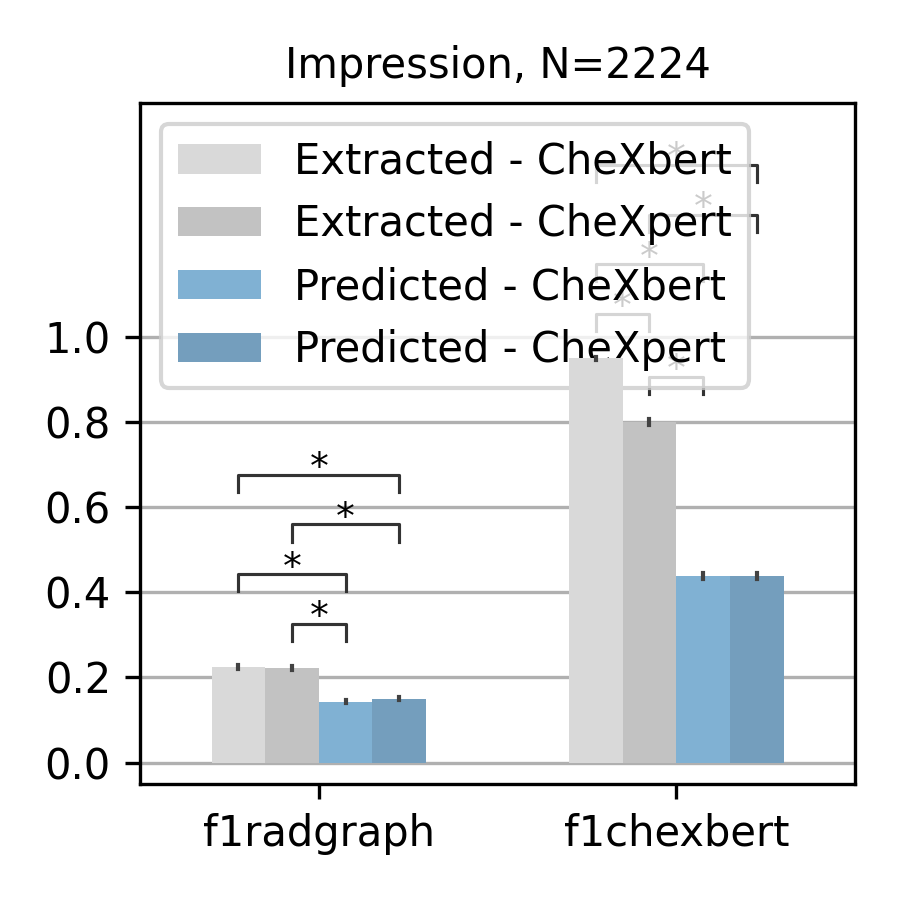 Impression, N=2224
Extracted - CheXbert
Extracted - CheXpert
Predicted - CheXbert
Predicted - CheXpert
*
*
*
*
*
1.0
0.8
0.6
0.4
0.2
0.0
*
*
*
*
f1radgraph
f1chexbert